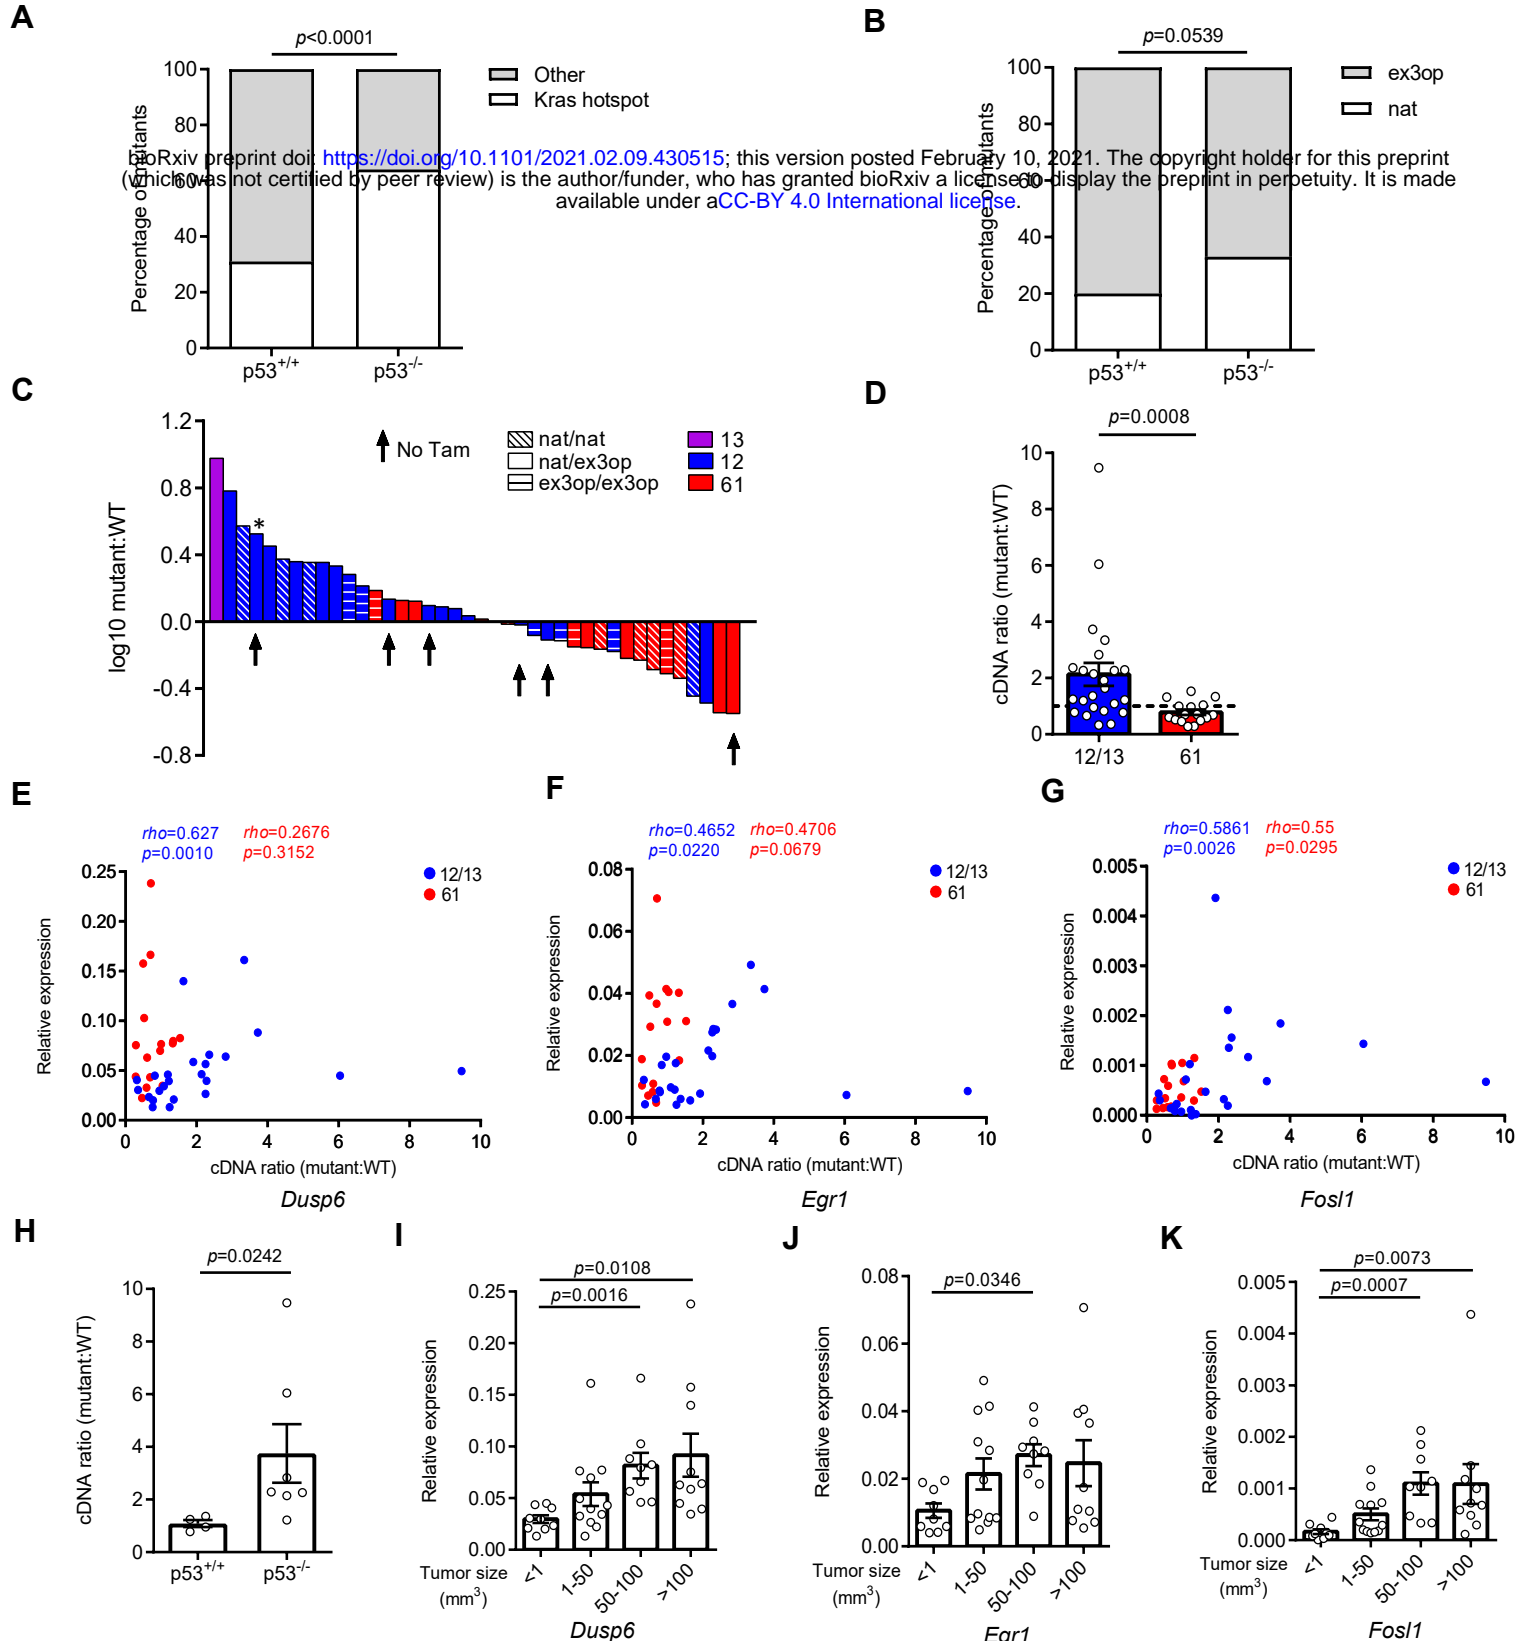 A
p<0.0001
Other
Kras hotspot
Percentage of mutants
100
80
60
40
20
0
p53+/+
p53-/-
B
p=0.0539
ex3op
nat
Percentage of mutants
100
80
60
40
20
0
p53+/+
p53-/-
bioRxiv preprint doi: https://doi.org/10.1101/2021.02.09.430515; this version posted February 10, 2021. The copyright holder for this preprint
(which was not certified by peer review) is the author/funder, who has granted bioRxiv a license to display the preprint in perpetuity. It is made
available under aCC-BY 4.0 International license.
C
log10 mutant:WT
1.2
0.8
0.4
0.0
-0.4
-0.8
*
No Tam
nat/nat
nat/ex3op
ex3op/ex3op
13
12
61
D
p=0.0008
cDNA ratio (mutant:WT)
10
8
6
4
2
0
12/13
61
E
rho=0.627
p=0.0010
rho=0.2676
p=0.3152
12/13
61
Relative expression
0.25
0.20
0.15
0.10
0.05
0.00
0 2 4 6 8 10
cDNA ratio (mutant:WT)
Dusp6
F
rho=0.4652
p=0.0220
rho=0.4706
p=0.0679
12/13
61
Relative expression
0.08
0.06
0.04
0.02
0.00
0 2 4 6 8 10
cDNA ratio (mutant:WT)
Egr1
G
rho=0.5861
p=0.0026
rho=0.55
p=0.0295
12/13
61
Relative expression
0.005
0.004
0.003
0.002
0.001
0.000
0 2 4 6 8 10
cDNA ratio (mutant:WT)
Fosl1
H
p=0.0242
cDNA ratio (mutant:WT)
10
8
6
4
2
0
p53+/+
p53-/-
I
p=0.0108
p=0.0016
Relative expression
0.25
0.20
0.15
0.10
0.05
0.00
Tumor size
(mm3)
<1
1-50
50-100
>100
Dusp6
J
p=0.0346
Relative expression
0.08
0.06
0.04
0.02
0.00
Tumor size
(mm3)
<1
1-50
50-100
>100
Egr1
K
p=0.0073
p=0.0007
Relative expression
0.005
0.004
0.003
0.002
0.001
0.000
Tumor size
(mm3)
<1
1-50
50-100
>100
Fosl1